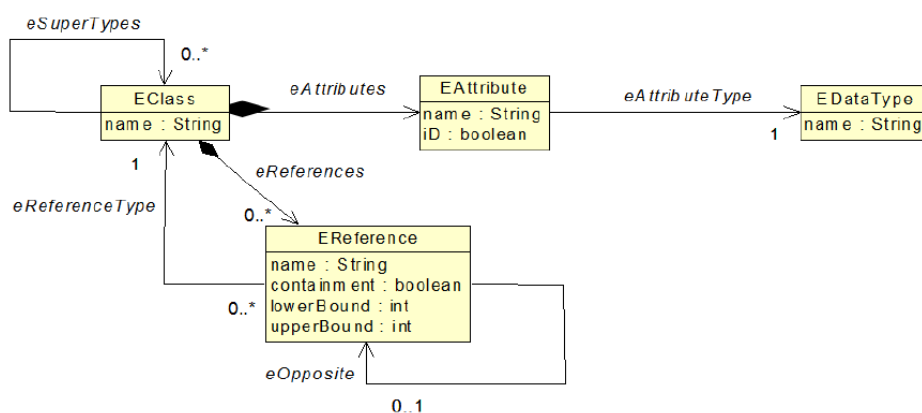 eSuperTypes
0..*
EClass
name : String
eAttributes
EAttribute
name : String
iD : boolean
eAttributeType
1
EDataType
name : String
1
eReferences
eReferenceType
0..*
EReference
name : String
containment : boolean
lowerBound : int
upperBound : int
0..*
eOpposite
0..1